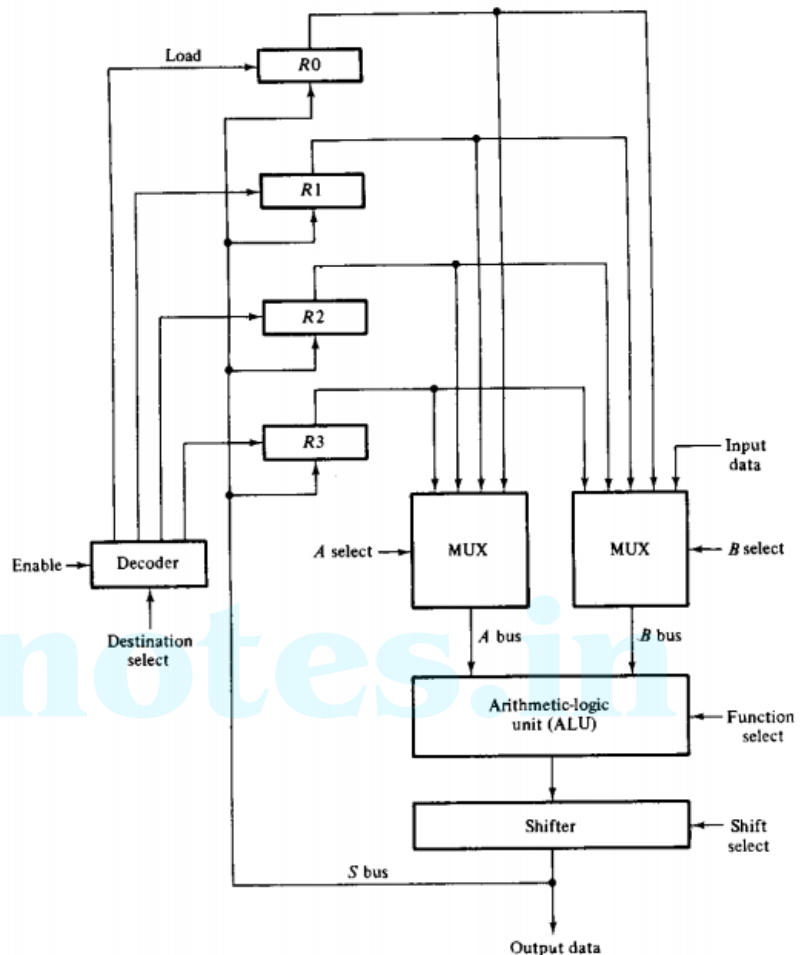 Load
R0
R1
R2
R3
Input
data
A select
MUX
MUX
B select
Enable
Decoder
Destination
select
A bus
B bus
Arithmetic-logic
unit (ALU)
Function
select
Shifter
Shift
select
S bus
Output data
notes.in